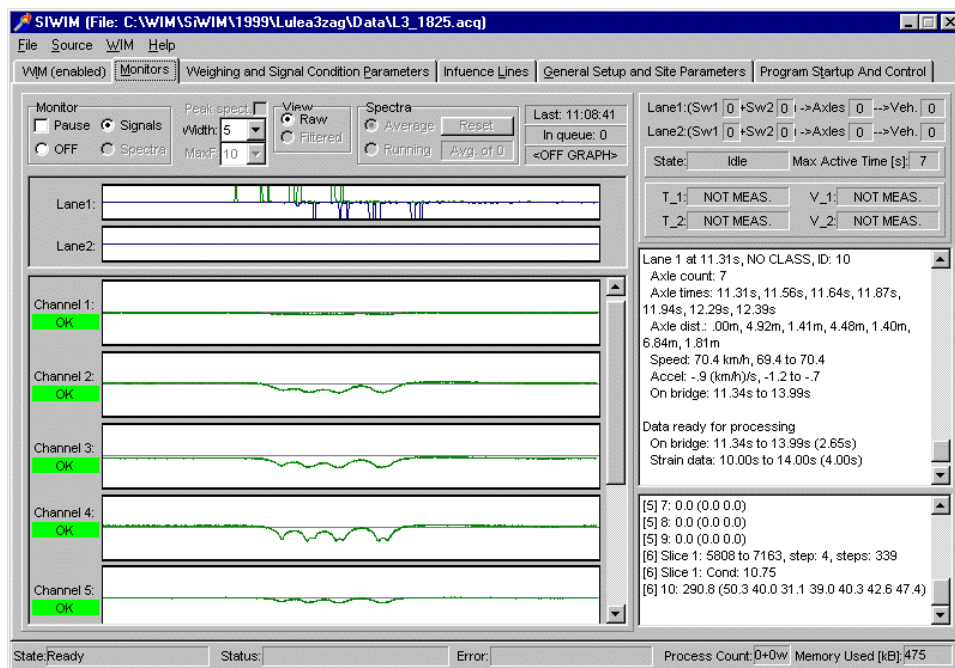 SIWIM (File: C:\WIM\SiWIM\1999\Lulea3zag\Data\L3_1825.acq)
File Source WIM Help
WIM (enabled) Monitors Weighing and Signal Condition Parameters Infuence Lines General Setup and Site Parameters Program Startup And Control
Monitor
Pause Signals
OFF Spectra
Peak spect.
Width: 5
MaxF: 10
View
Raw
Filtered
Spectra
Average Reset
Running Avg. of 0
Last: 11:08:41
In queue: 0
<OFF GRAPH>
Lane1:
Lane2:
Channel 1:
OK
Channel 2:
OK
Channel 3:
OK
Channel 4:
OK
Channel 5:
OK
Lane1:(Sw1 0 +Sw2 0 ->Axles 0 -->Veh. 0
Lane2:(Sw1 0 +Sw2 0 ->Axles 0 -->Veh. 0
State: Idle Max Active Time [s]: 7
T_1: NOT MEAS. V_1: NOT MEAS.
T_2: NOT MEAS. V_2: NOT MEAS.
Lane 1 at 11.31s, NO CLASS, ID: 10
Axle count: 7
Axle times: 11.31s, 11.56s, 11.64s, 11.87s,
11.94s, 12.29s, 12.39s
Axle dist.: .00m, 4.92m, 1.41m, 4.48m, 1.40m,
6.84m, 1.81m
Speed: 70.4 km/h, 69.4 to 70.4
Accel: -.9 (km/h)/s, -1.2 to -.7
On bridge: 11.34s to 13.99s
Data ready for processing
On bridge: 11.34s to 13.99s (2.65s)
Strain data: 10.00s to 14.00s (4.00s)
[5] 7: 0.0 (0.0 0.0)
[5] 8: 0.0 (0.0 0.0)
[5] 9: 0.0 (0.0 0.0)
[6] Slice 1: 5808 to 7163, step: 4, steps: 339
[6] Slice 1: Cond: 10.75
[6] 10: 290.8 (50.3 40.0 31.1 39.0 40.3 42.6 47.4)
State: Ready Status: Error: Process Count: 0+0w Memory Used [kB]: 475